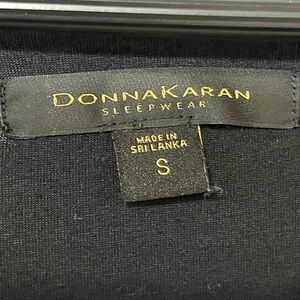 DONNAKARAN
SLEEPWEAR
MADE IN
SRI LANKA
S